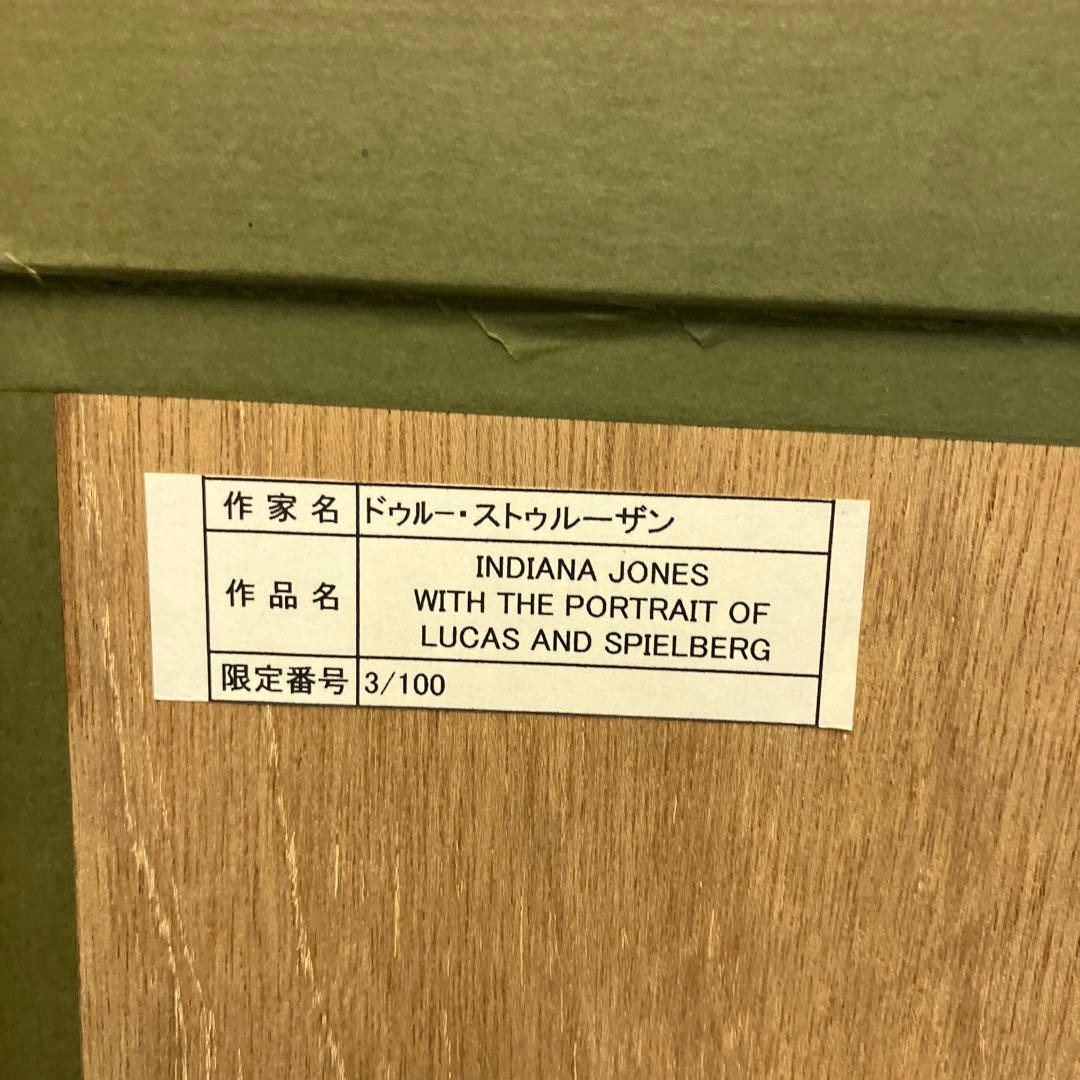 作家名 ドゥルー・ストゥルーザン
作品名 INDIANA JONES
WITH THE PORTRAIT OF
LUCAS AND SPIELBERG
限定番号 3/100